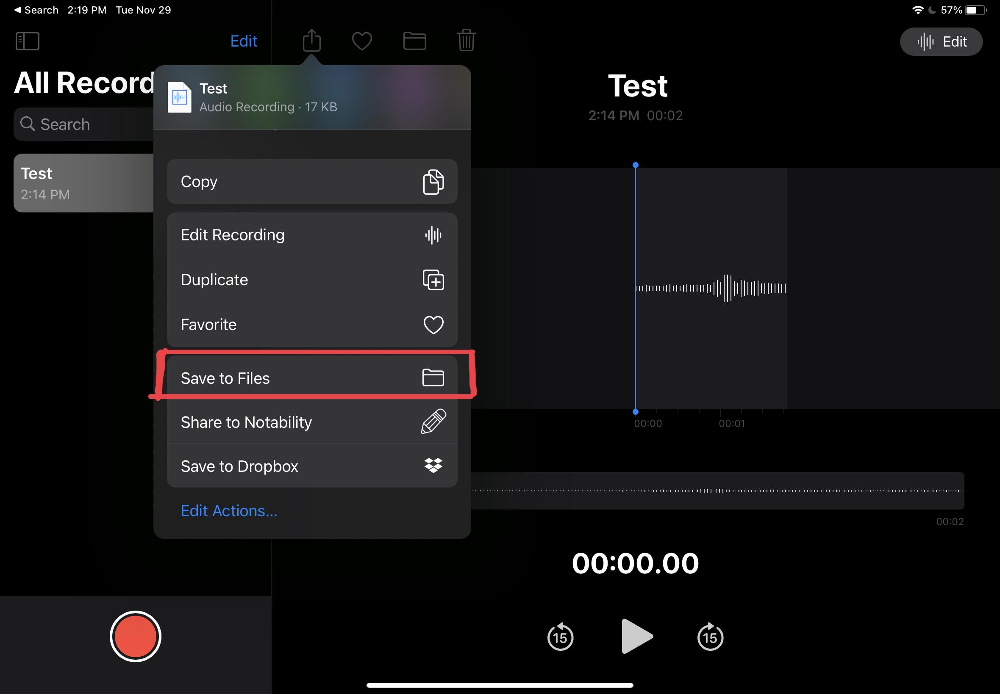 Search 2:19 PM Tue Nov 29
57%
Edit
Edit
All Record
Search
Test
2:14 PM
Test
Audio Recording · 17 KB
Copy
Edit Recording
Duplicate
Favorite
Save to Files
Share to Notability
Save to Dropbox
Edit Actions...
Test
2:14 PM 00:02
00:00
00:01
00:02
00:00.00
15
15